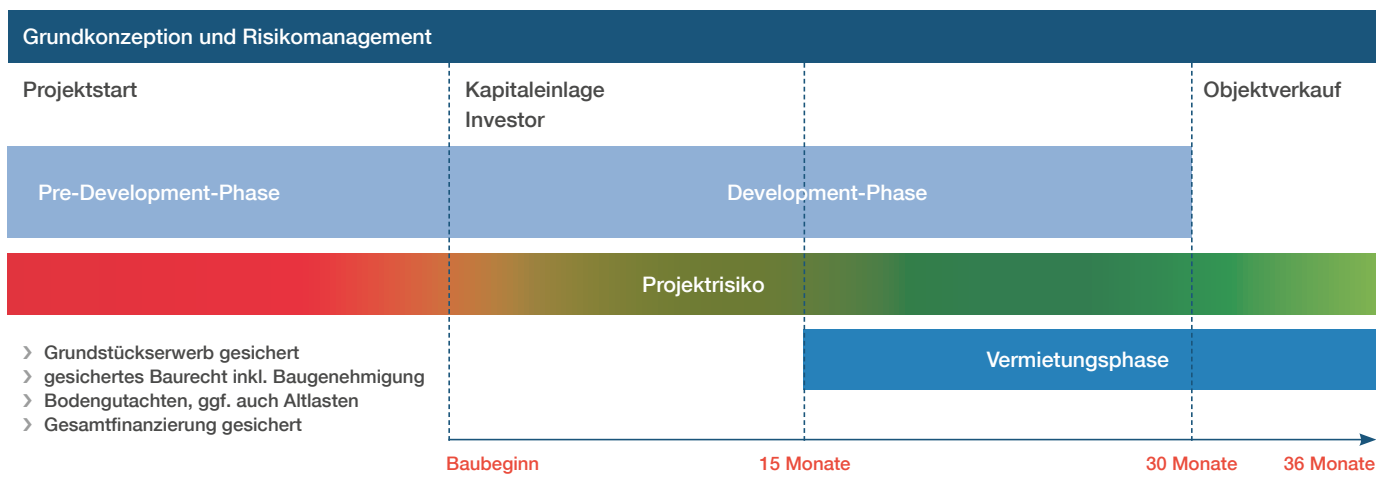 Grundkonzeption und Risikomanagement
Projektstart
Kapitaleinlage
Investor
Objektverkauf
Pre-Development-Phase
Development-Phase
Projektrisiko
Vermietungsphase
› Grundstückserwerb gesichert
› gesichertes Baurecht inkl. Baugenehmigung
› Bodengutachten, ggf. auch Altlasten
› Gesamtfinanzierung gesichert
Baubeginn
15 Monate
30 Monate
36 Monate